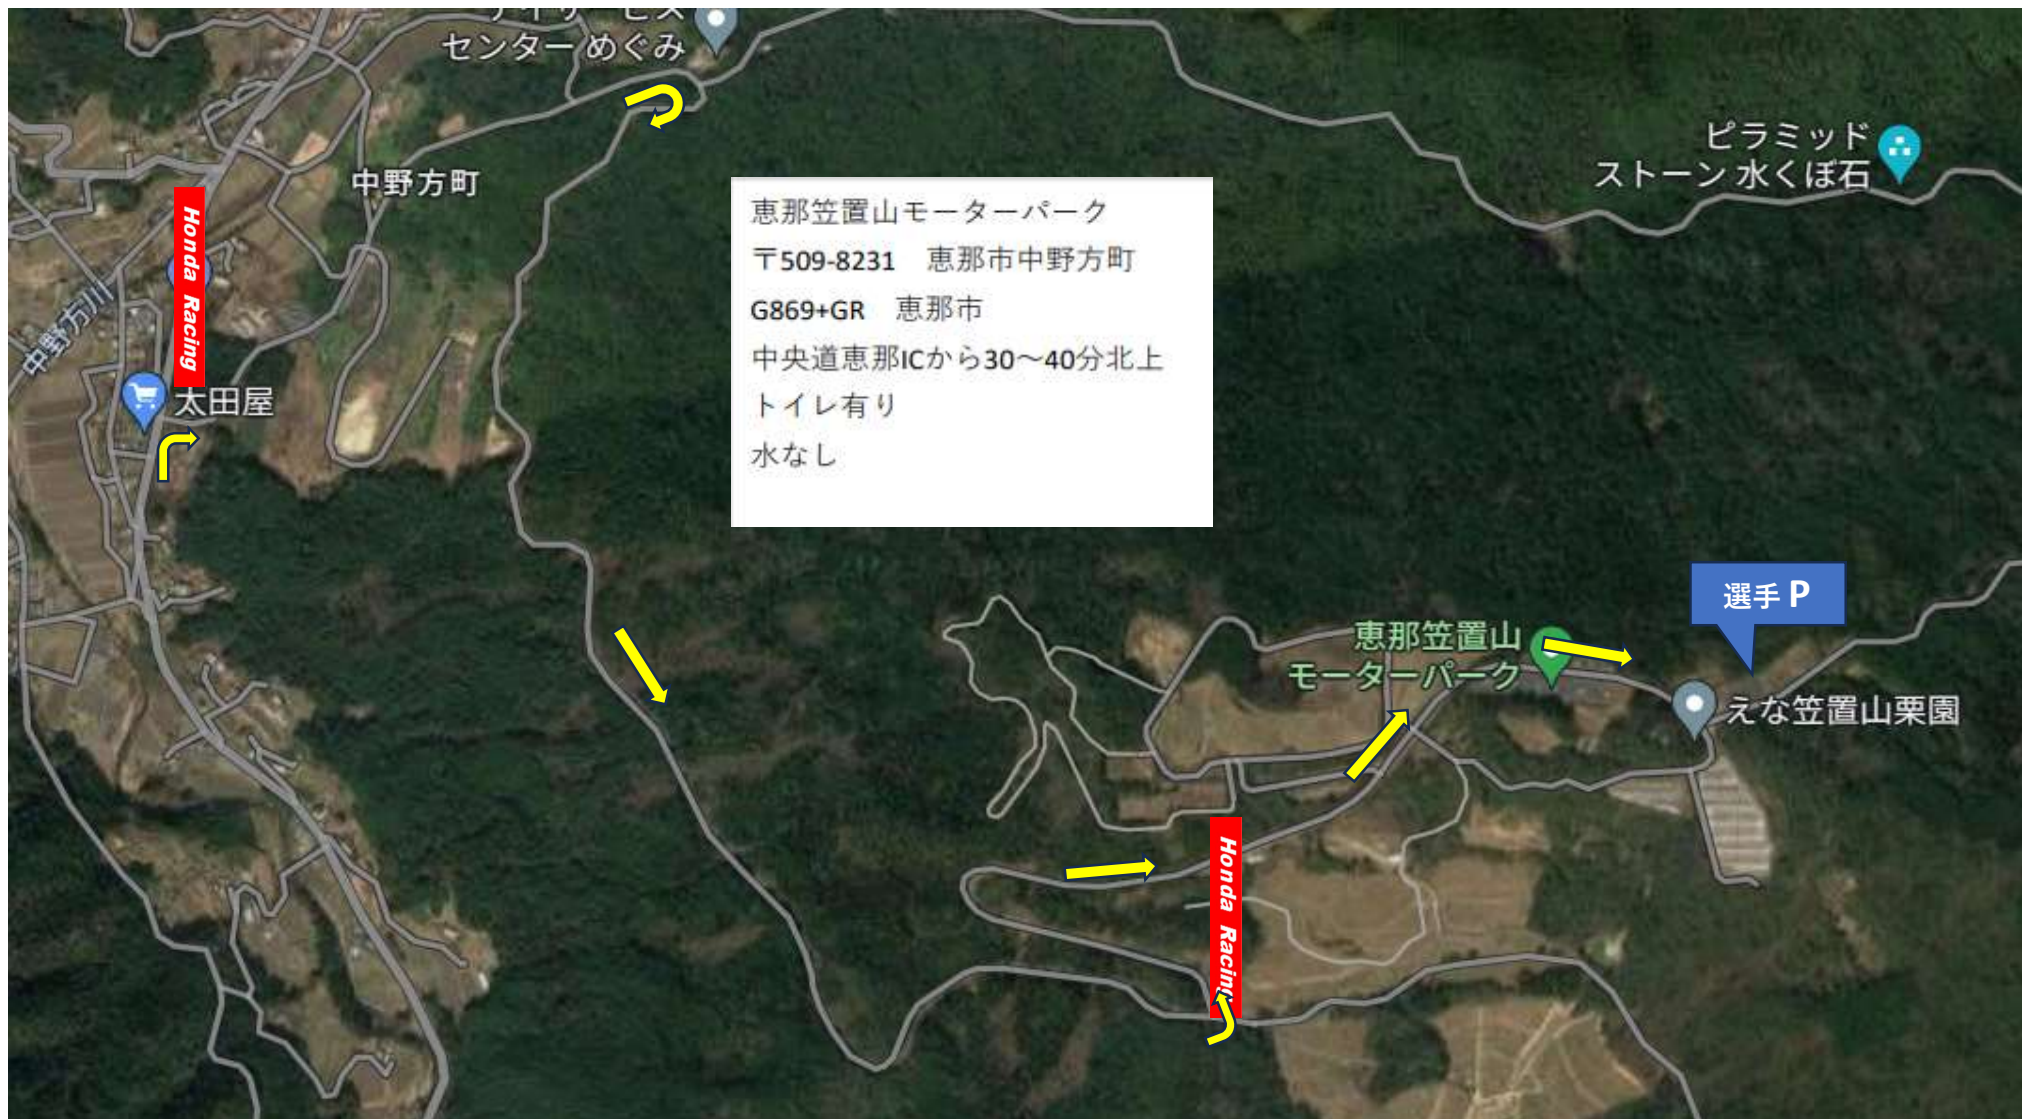 センター めぐみ
中野方町
ピラミッド
ストーン 水くぼ石
Honda Racing
恵那笠置山モーターパーク
〒509-8231 恵那市中野方町
G869+GR 恵那市
中央道恵那ICから30～40分北上
トイレ有り
水なし
中野方川
太田屋
選手 P
恵那笠置山
モーターパーク
えな笠置山栗園
Honda Racing